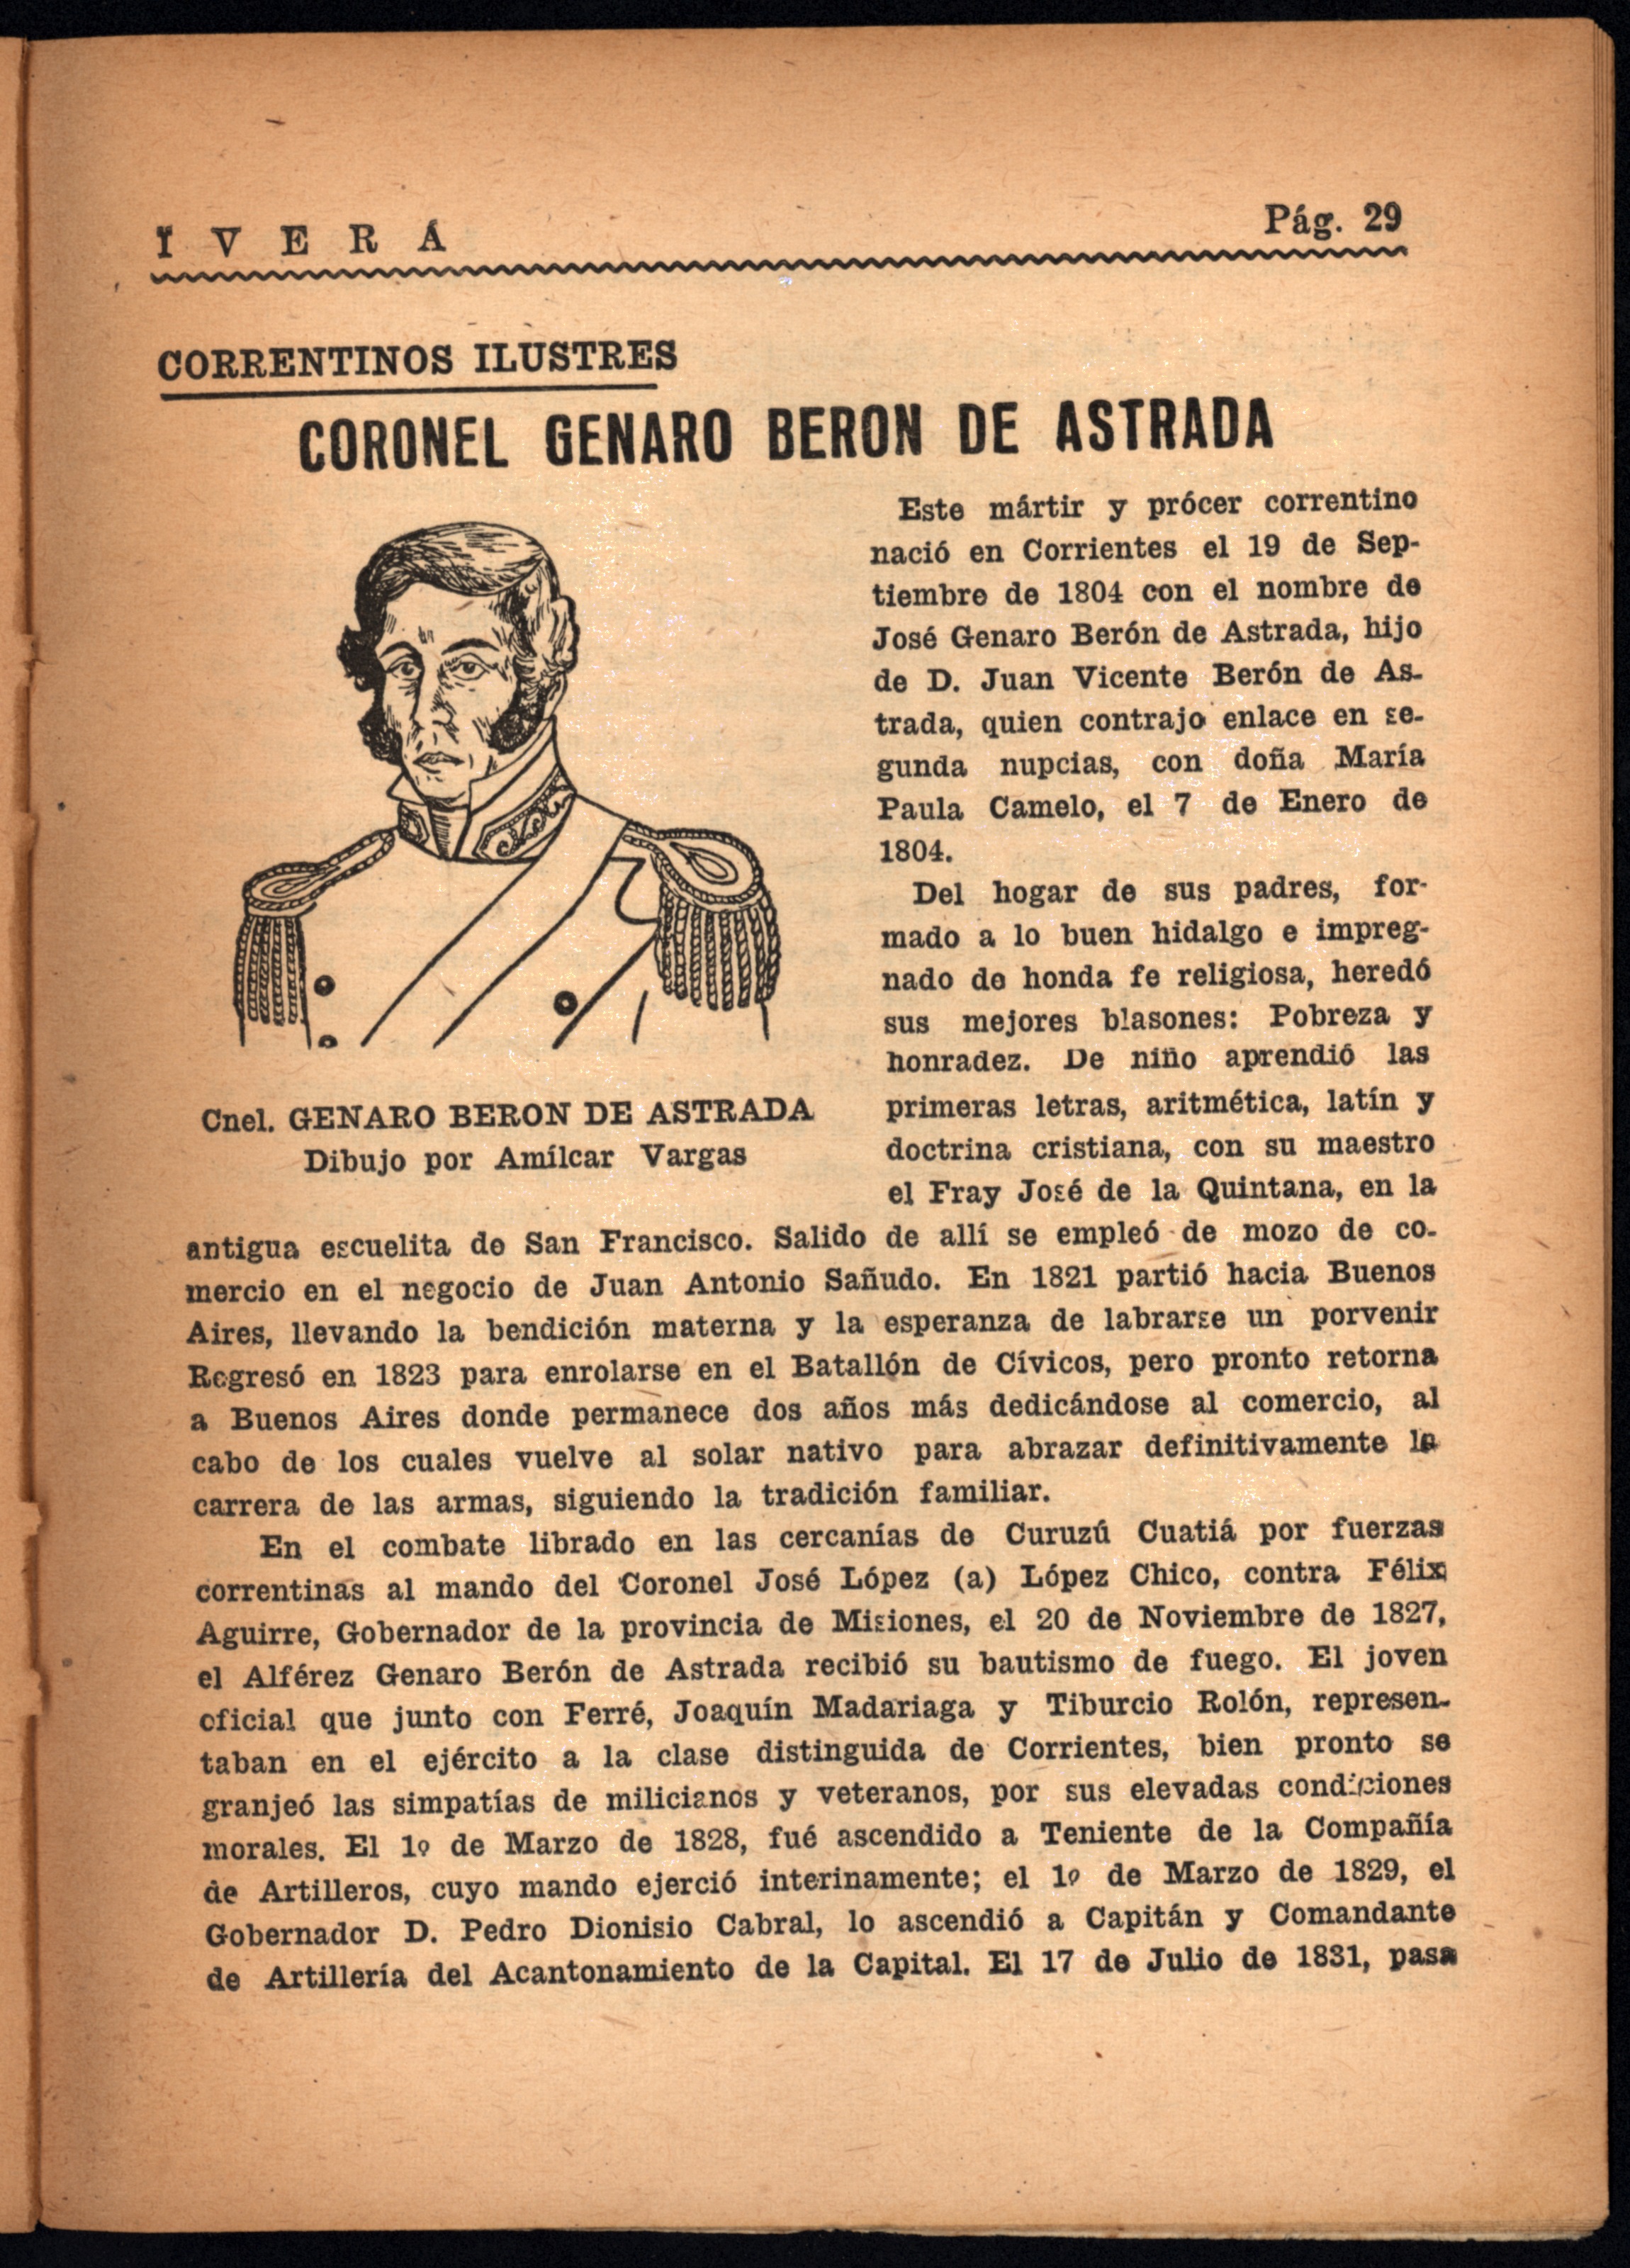 Ï V E R Á
Pág. 29
CORRENTINOS ILUSTRES
CORONEL GENARO BERON DE ASTRADA
Este mártir y prócer correntino
nació en Corrientes el 19 de Sep-
tiembre de 1804 con el nombre de
José Genaro Berón de Astrada, hijo
de D. Juan Vicente Berón de As-
trada, quien contrajo enlace en se-
gunda nupcias, con doña María
Paula Camelo, el 7 de Enero de
1804.
Del hogar de sus padres, for-
mado a lo buen hidalgo e impreg-
nado de honda fe religiosa, heredó
sus mejores blasones: Pobreza y
honradez. De niño aprendió las
primeras letras, aritmética, latín y
doctrina cristiana, con su maestro
el Fray José de la Quintana, en la
Cnel. GENARO BERON DE ASTRADA
Dibujo por Amílcar Vargas
antigua escuelita de San Francisco. Salido de allí se empleó de mozo de co-
mercio en el negocio de Juan Antonio Sañudo. En 1821 partió hacia Buenos
Aires, llevando la bendición materna y la esperanza de labrarse un porvenir
Regresó en 1823 para enrolarse en el Batallón de Cívicos, pero pronto retorna
a Buenos Aires donde permanece dos años más dedicándose al comercio, al
cabo de los cuales vuelve al solar nativo para abrazar definitivamente la
carrera de las armas, siguiendo la tradición familiar.
En el combate librado en las cercanías de Curuzú Cuatiá por fuerzas
correntinas al mando del Coronel José López (a) López Chico, contra Félix
Aguirre, Gobernador de la provincia de Misiones, el 20 de Noviembre de 1827,
el Alférez Genaro Berón de Astrada recibió su bautismo de fuego. El joven
oficial que junto con Ferré, Joaquín Madariaga y Tiburcio Rolón, represen-
taban en el ejército a la clase distinguida de Corrientes, bien pronto se
granjeó las simpatías de milicianos y veteranos, por sus elevadas condiciones
morales. El 1º de Marzo de 1828, fué ascendido a Teniente de la Compañía
de Artilleros, cuyo mando ejerció interinamente; el 1º de Marzo de 1829, el
Gobernador D. Pedro Dionisio Cabral, lo ascendió a Capitán y Comandante
de Artillería del Acantonamiento de la Capital. El 17 de Julio de 1831, pasa